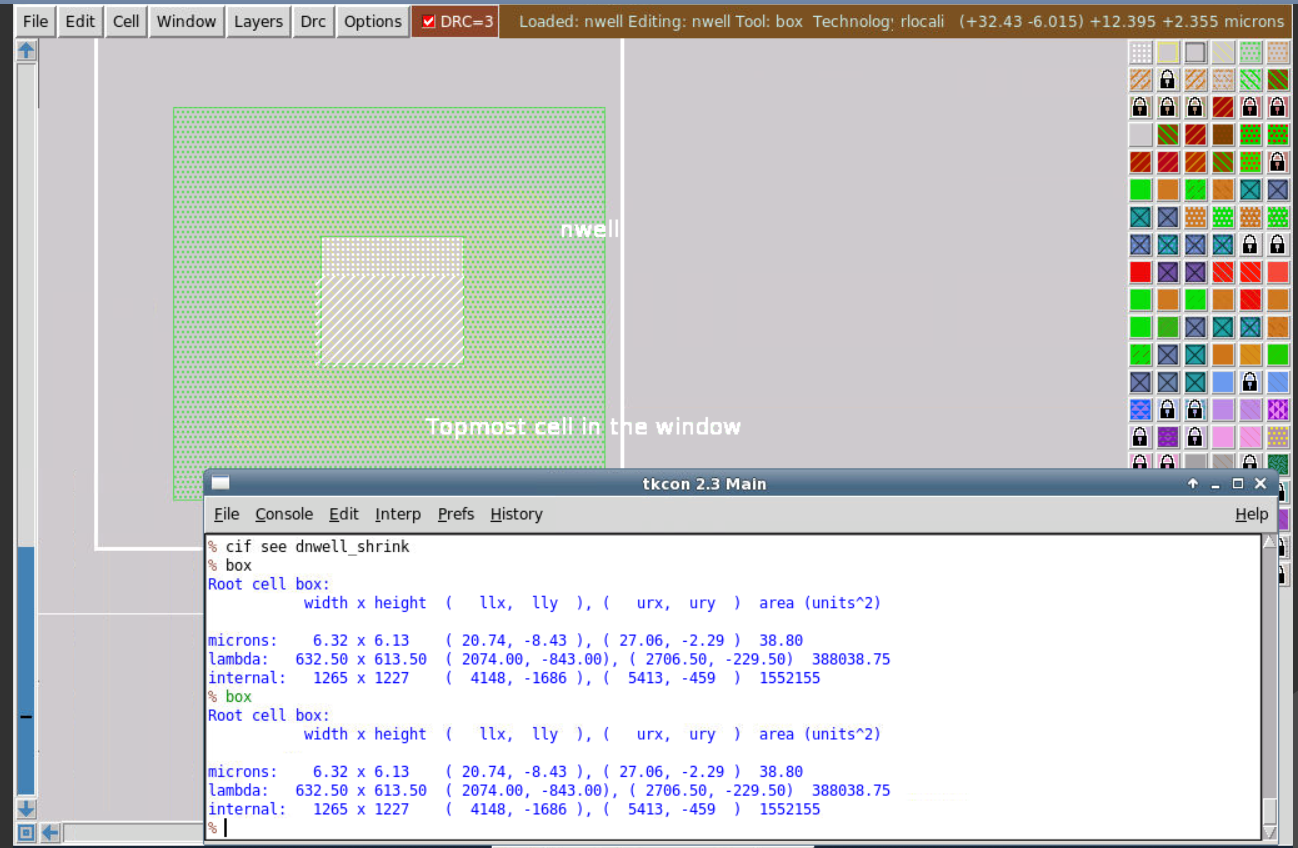 File Edit Cell Window Layers Drc Options DRC=3 Loaded: nwell Editing: nwell Tool: box Technolog; rlocali (+32.43 -6.015) +12.395 +2.355 microns
nwell
Topmost cell in the window
tkcon 2.3 Main
File Console Edit Interp Prefs History Help
% cif see dnwell_shrink
% box
Root cell box:
width x height ( llx, lly ), ( urx, ury ) area (units^2)
microns: 6.32 x 6.13 ( 20.74, -8.43 ), ( 27.06, -2.29 ) 38.80
lambda: 632.50 x 613.50 ( 2074.00, -843.00), ( 2706.50, -229.50) 388038.75
internal: 1265 x 1227 ( 4148, -1686 ), ( 5413, -459 ) 1552155
% box
Root cell box:
width x height ( llx, lly ), ( urx, ury ) area (units^2)
microns: 6.32 x 6.13 ( 20.74, -8.43 ), ( 27.06, -2.29 ) 38.80
lambda: 632.50 x 613.50 ( 2074.00, -843.00), ( 2706.50, -229.50) 388038.75
internal: 1265 x 1227 ( 4148, -1686 ), ( 5413, -459 ) 1552155
%